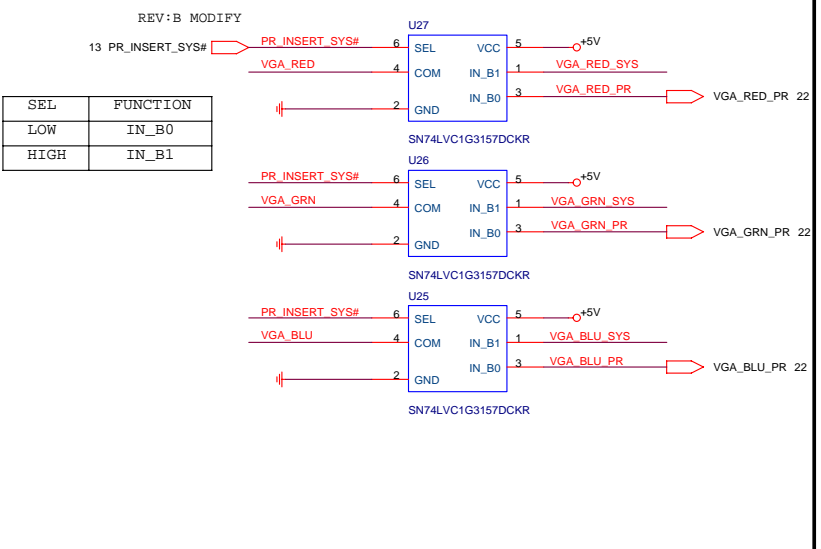 REV:B MODIFY
13 PR_INSERT_SYS#
SEL FUNCTION
LOW IN_B0
HIGH IN_B1
U27
PR_INSERT_SYS# 6 SEL VCC 5 +5V
VGA_RED 4 COM IN_B1 1 VGA_RED_SYS
2 GND IN_B0 3 VGA_RED_PR VGA_RED_PR 22
SN74LVC1G3157DCKR
U26
PR_INSERT_SYS# 6 SEL VCC 5 +5V
VGA_GRN 4 COM IN_B1 1 VGA_GRN_SYS
2 GND IN_B0 3 VGA_GRN_PR VGA_GRN_PR 22
SN74LVC1G3157DCKR
U25
PR_INSERT_SYS# 6 SEL VCC 5 +5V
VGA_BLU 4 COM IN_B1 1 VGA_BLU_SYS
2 GND IN_B0 3 VGA_BLU_PR VGA_BLU_PR 22
SN74LVC1G3157DCKR